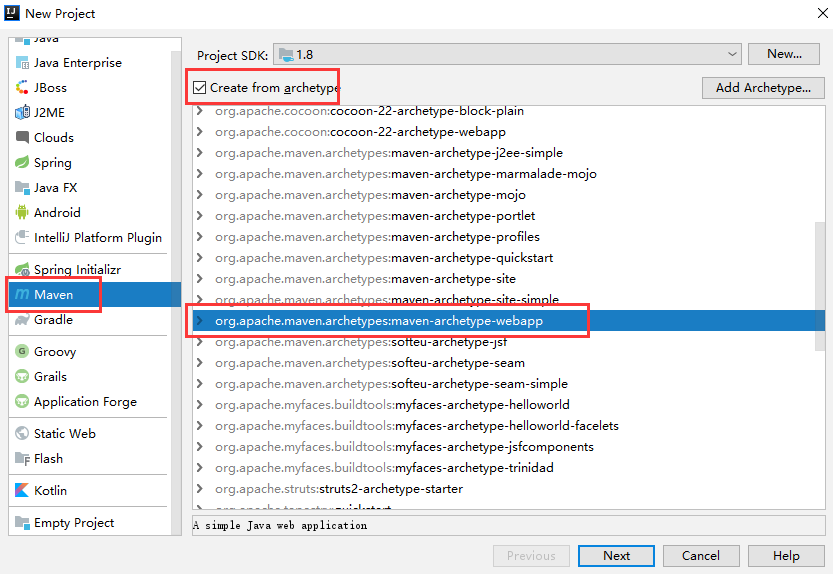 New Project
Java
Java Enterprise
JBoss
J2ME
Clouds
Spring
Java FX
Android
IntelliJ Platform Plugin
Spring Initializr
Maven
Gradle
Groovy
Grails
Application Forge
Static Web
Flash
Kotlin
Empty Project
Project SDK: 1.8 New...
Create from archetype Add Archetype...
org.apache.cocoon:cocoon-22-archetype-block-plain
org.apache.cocoon:cocoon-22-archetype-webapp
org.apache.maven.archetypes:maven-archetype-j2ee-simple
org.apache.maven.archetypes:maven-archetype-marmalade-mojo
org.apache.maven.archetypes:maven-archetype-mojo
org.apache.maven.archetypes:maven-archetype-portlet
org.apache.maven.archetypes:maven-archetype-profiles
org.apache.maven.archetypes:maven-archetype-quickstart
org.apache.maven.archetypes:maven-archetype-site
org.apache.maven.archetypes:maven-archetype-site-simple
org.apache.maven.archetypes:maven-archetype-webapp
org.apache.maven.archetypes:softeu-archetype-jsf
org.apache.maven.archetypes:softeu-archetype-seam
org.apache.maven.archetypes:softeu-archetype-seam-simple
org.apache.myfaces.buildtools:myfaces-archetype-helloworld
org.apache.myfaces.buildtools:myfaces-archetype-helloworld-facelets
org.apache.myfaces.buildtools:myfaces-archetype-jsfcomponents
org.apache.myfaces.buildtools:myfaces-archetype-trinidad
org.apache.struts:struts2-archetype-starter
org.apache.tapestry:quickstart
A simple Java web application
Previous Next Cancel Help